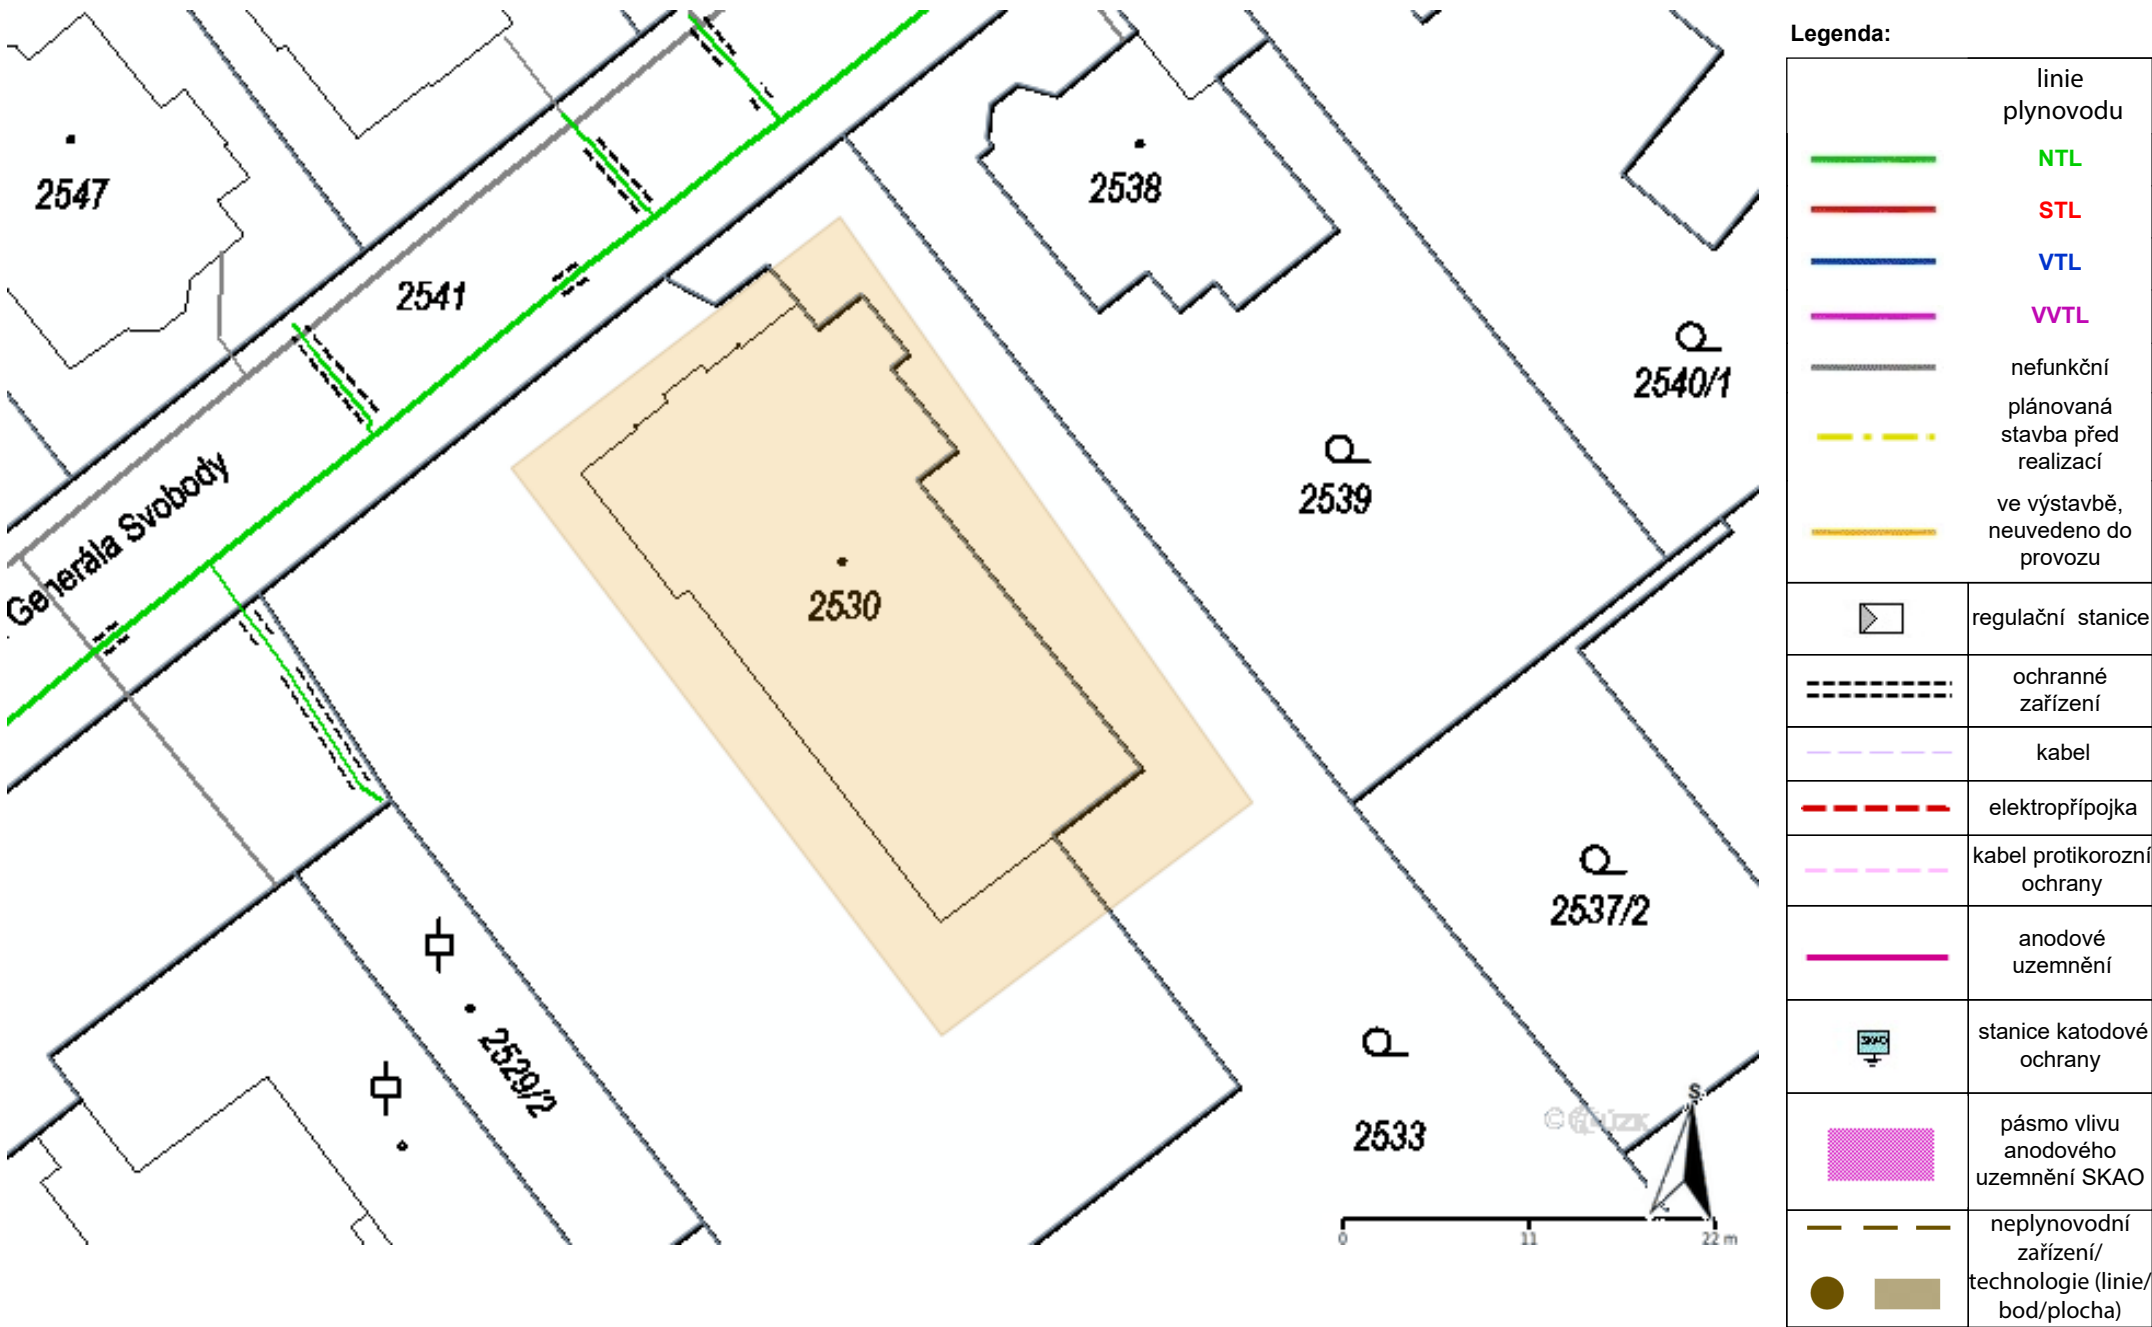 2547
2541
Generála Svobody
2538
2540/1
2539
2530
2537/2
2529/2
2533
S
0
11
22 m
Legenda:
linie
plynovodu
NTL
STL
VTL
VVTL
nefunkční
plánovaná
stavba před
realizací
ve výstavbě,
neuvedeno do
provozu
regulační stanice
ochranné
zařízení
kabel
elektropřípojka
kabel protikorozní
ochrany
anodové
uzemnění
SKAO
stanice katodové
ochrany
pásmo vlivu
anodového
uzemnění SKAO
neplynovodní
zařízení/
technologie (linie/
bod/plocha)